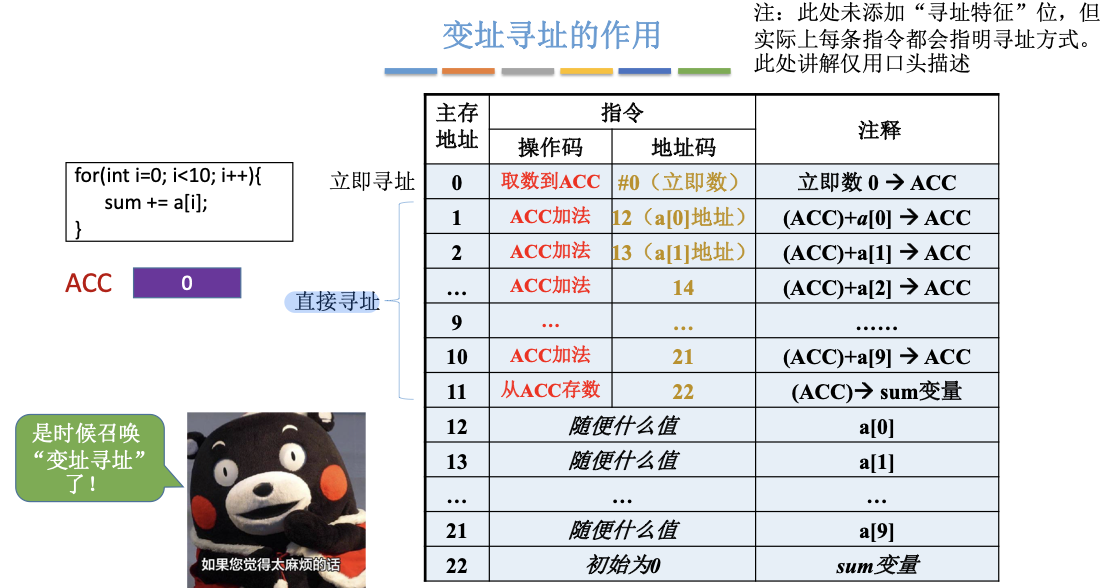 变址寻址的作用
注：此处未添加“寻址特征”位，但
实际上每条指令都会指明寻址方式。
此处讲解仅用口头描述
for(int i=0; i<10; i++){
sum += a[i];
}
ACC 0
立即寻址
直接寻址
主存地址 指令 注释
操作码 地址码
0 取数到ACC #0（立即数） 立即数 0 → ACC
1 ACC加法 12（a[0]地址） (ACC)+a[0] → ACC
2 ACC加法 13（a[1]地址） (ACC)+a[1] → ACC
… ACC加法 14 (ACC)+a[2] → ACC
9 … … ……
10 ACC加法 21 (ACC)+a[9] → ACC
11 从ACC存数 22 (ACC)→ sum变量
12 随便什么值 a[0]
13 随便什么值 a[1]
… … …
21 随便什么值 a[9]
22 初始为0 sum变量
是时候召唤
“变址寻址”
了！
如果您觉得太麻烦的话